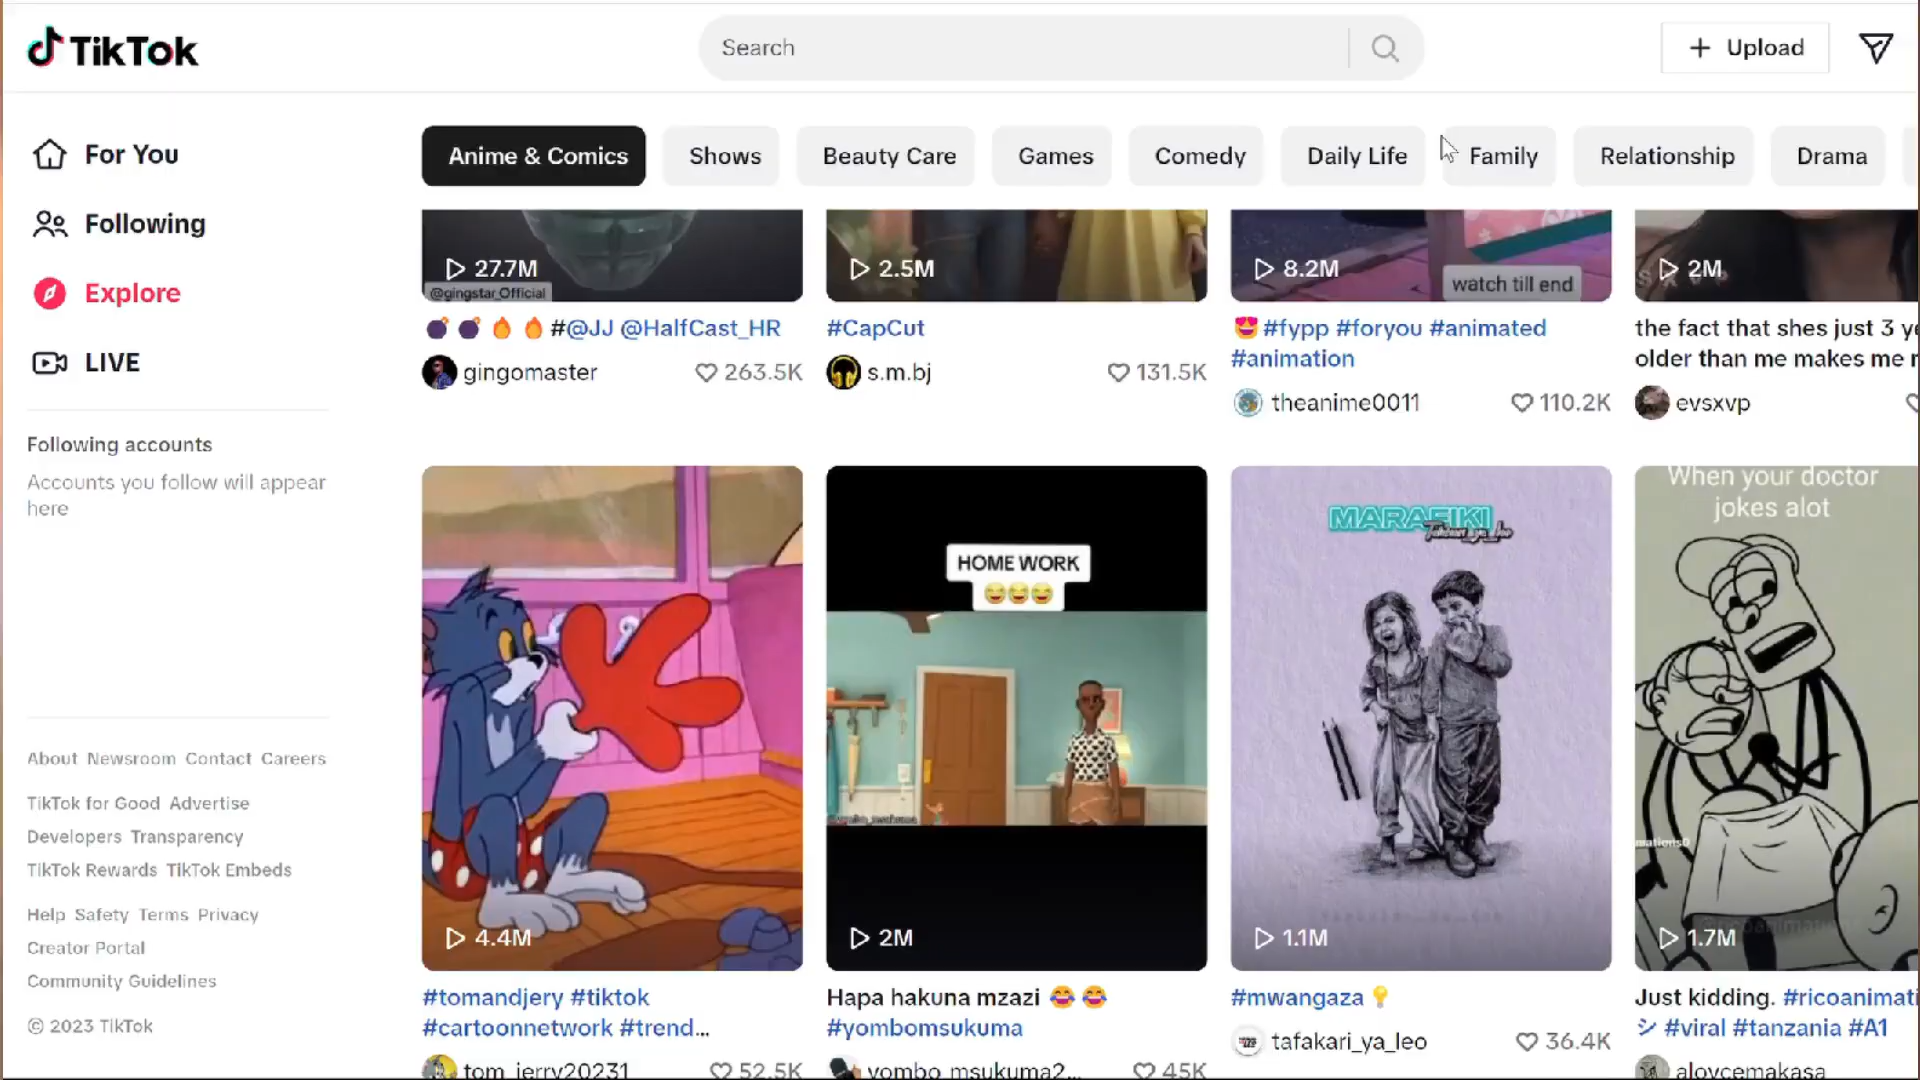 TikTok
Search
Upload
For You
Following
Explore
LIVE
Following accounts
Accounts you follow will appear
here
About Newsroom Contact Careers
TikTok for Good Advertise
Developers Transparency
TikTok Rewards TikTok Embeds
Help Safety Terms Privacy
Creator Portal
Community Guidelines
© 2023 TikTok
Anime & Comics Shows Beauty Care Games Comedy Daily Life Family Relationship Drama
27.7M
@gingstar_Official
💣 💣 🔥 🔥 #@JJ @HalfCast_HR
gingomaster 263.5K
2.5M
#CapCut
s.m.bj 131.5K
8.2M
watch till end
😍#fypp #foryou #animated
#animation
theanime0011 110.2K
2M
the fact that shes just 3
older than me makes me
evsxvp
4.4M
#tomandjery #tiktok
#cartoonnetwork #trend...
tom_jerry20231 52.5K
HOME WORK
😂😂😂
2M
Hapa hakuna mzazi 😂 😂
#yombomsukuma
yombo_msukuma2... 45K
MARAFIKI
1.1M
#mwangaza 💡
tafakari_ya_leo 36.4K
When your doctor
jokes alot
1.7M
Just kidding. #ricoanimati
シ #viral #tanzania #A1
aloycemakasa